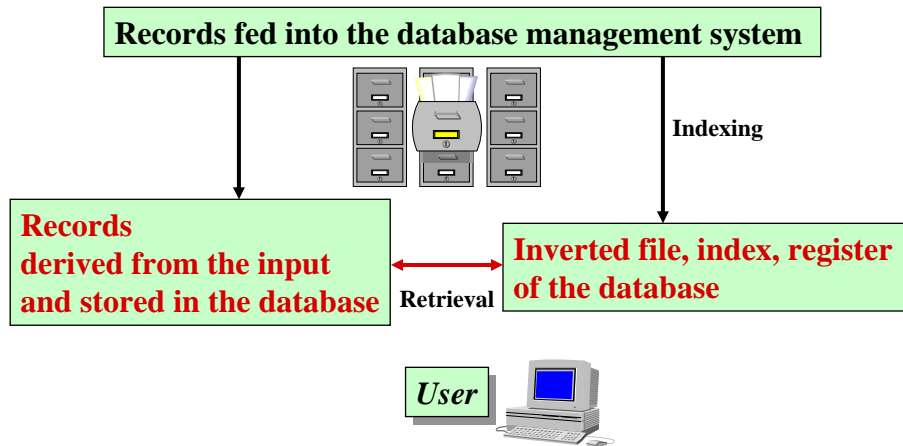 Records fed into the database management system
Indexing
Records
derived from the input
and stored in the database
Inverted file, index, register
of the database
Retrieval
User